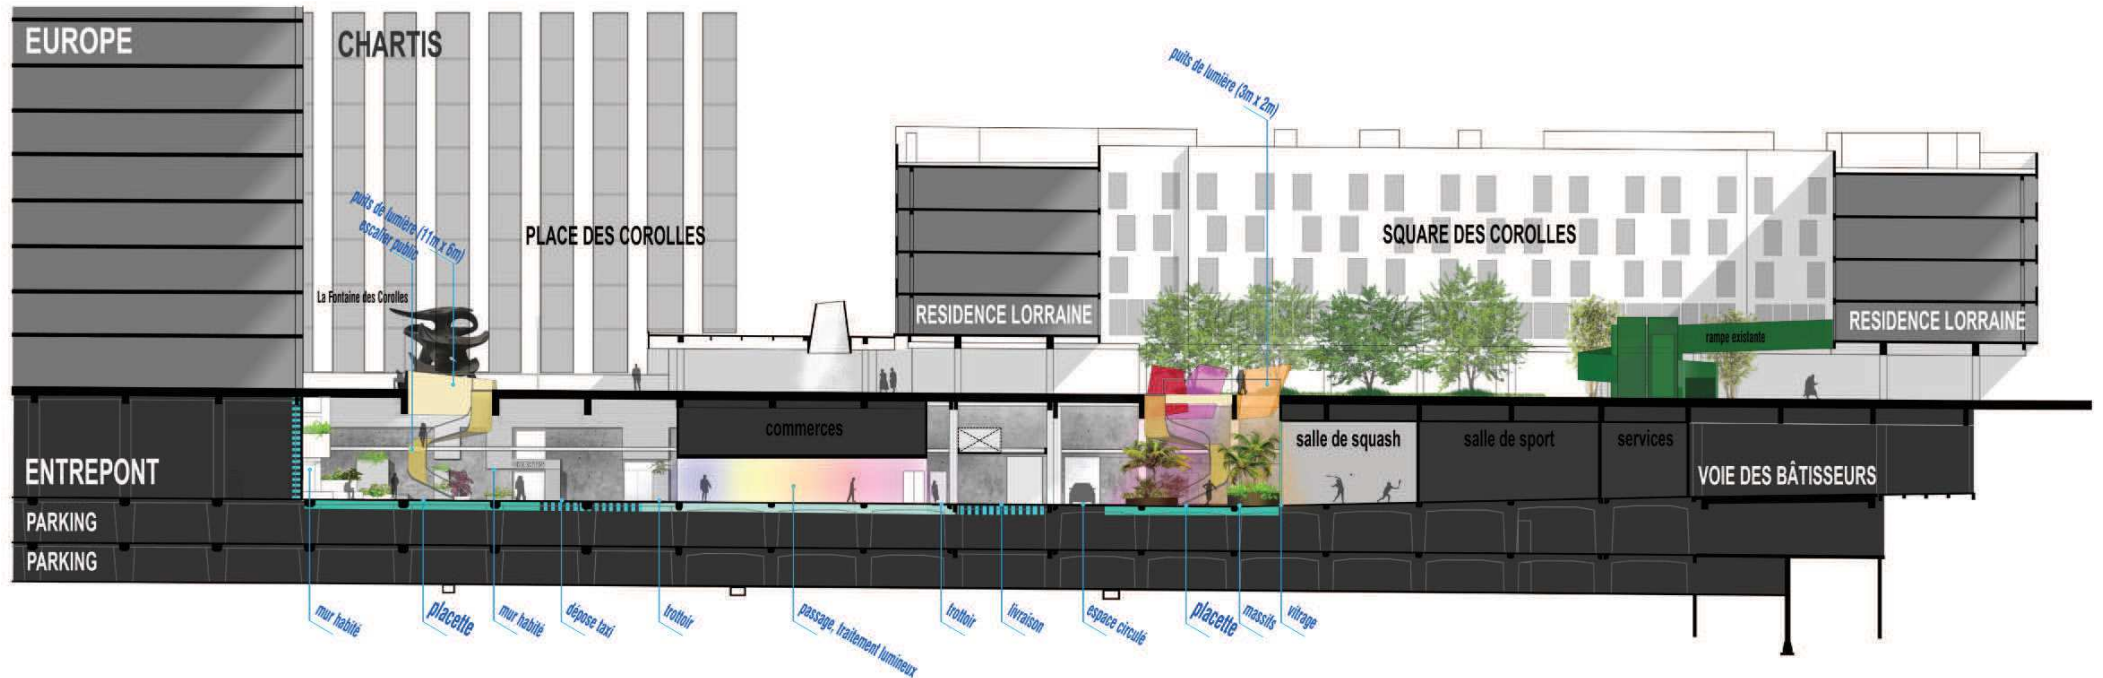 EUROPE
CHARTIS
puits de lumière (3m x 2m)
puits de lumière (11m x 6m)
escalier public
PLACE DES COROLLES
SQUARE DES COROLLES
La Fontaine des Corolles
RESIDENCE LORRAINE
rampe existante
RESIDENCE LORRAINE
commerces
salle de squash
salle de sport
services
ENTREPONT
VOIE DES BÂTISSEURS
PARKING
PARKING
mur habité
placette
mur habité
dépose taxi
trottoir
passage, traitement lumineux
trottoir
livraison
espace circulé
placette
massifs
vitrage